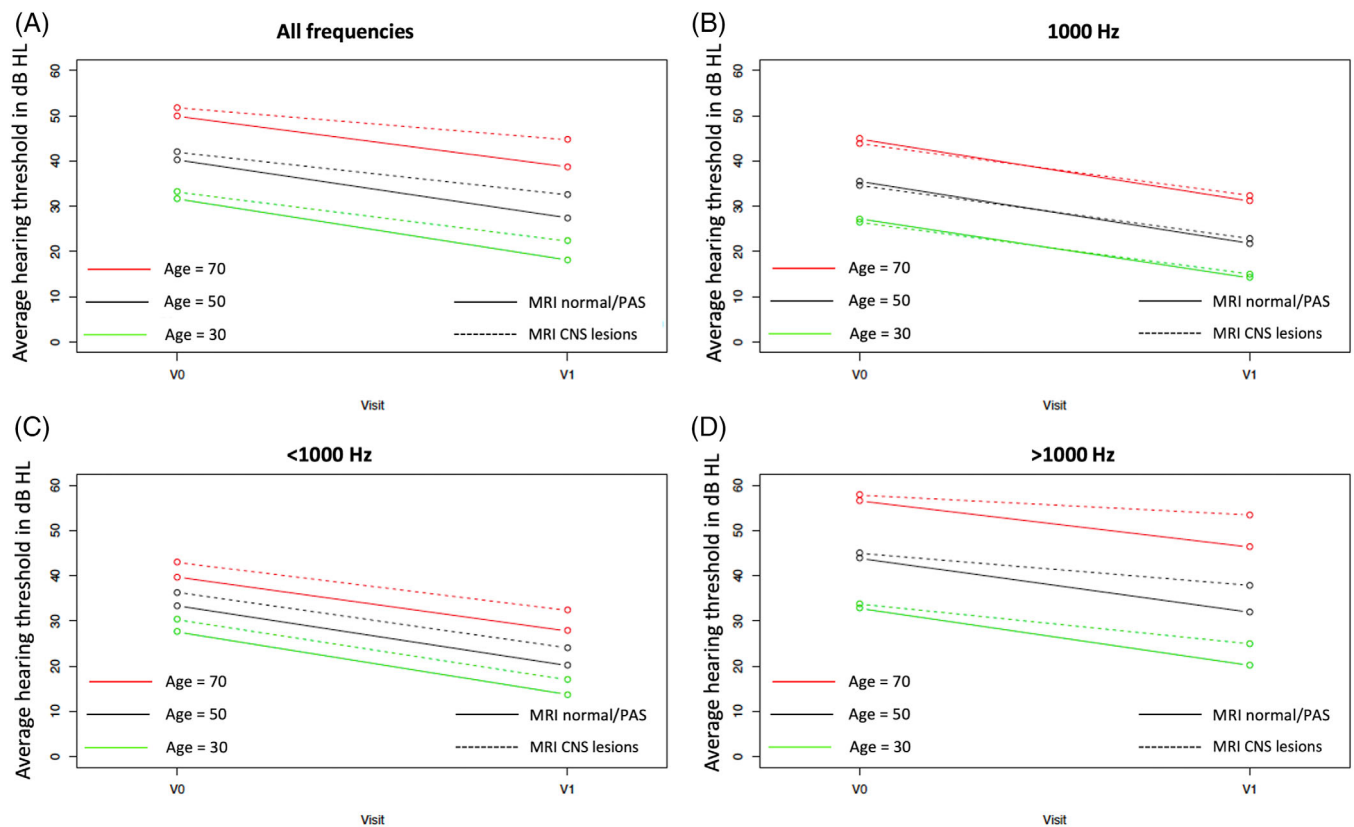 (A)
All frequencies
Average hearing threshold in dB HL
60
50
40
30
20
10
0
Age = 70
Age = 50
Age = 30
MRI normal/PAS
MRI CNS lesions
V0
V1
Visit
(B)
1000 Hz
Average hearing threshold in dB HL
60
50
40
30
20
10
0
Age = 70
Age = 50
Age = 30
MRI normal/PAS
MRI CNS lesions
V0
V1
Visit
(C)
<1000 Hz
Average hearing threshold in dB HL
60
50
40
30
20
10
0
Age = 70
Age = 50
Age = 30
MRI normal/PAS
MRI CNS lesions
V0
V1
Visit
(D)
>1000 Hz
Average hearing threshold in dB HL
60
50
40
30
20
10
0
Age = 70
Age = 50
Age = 30
MRI normal/PAS
MRI CNS lesions
V0
V1
Visit